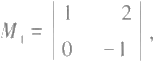 M₁ = | 1 2 |
| 0 -1 | ,